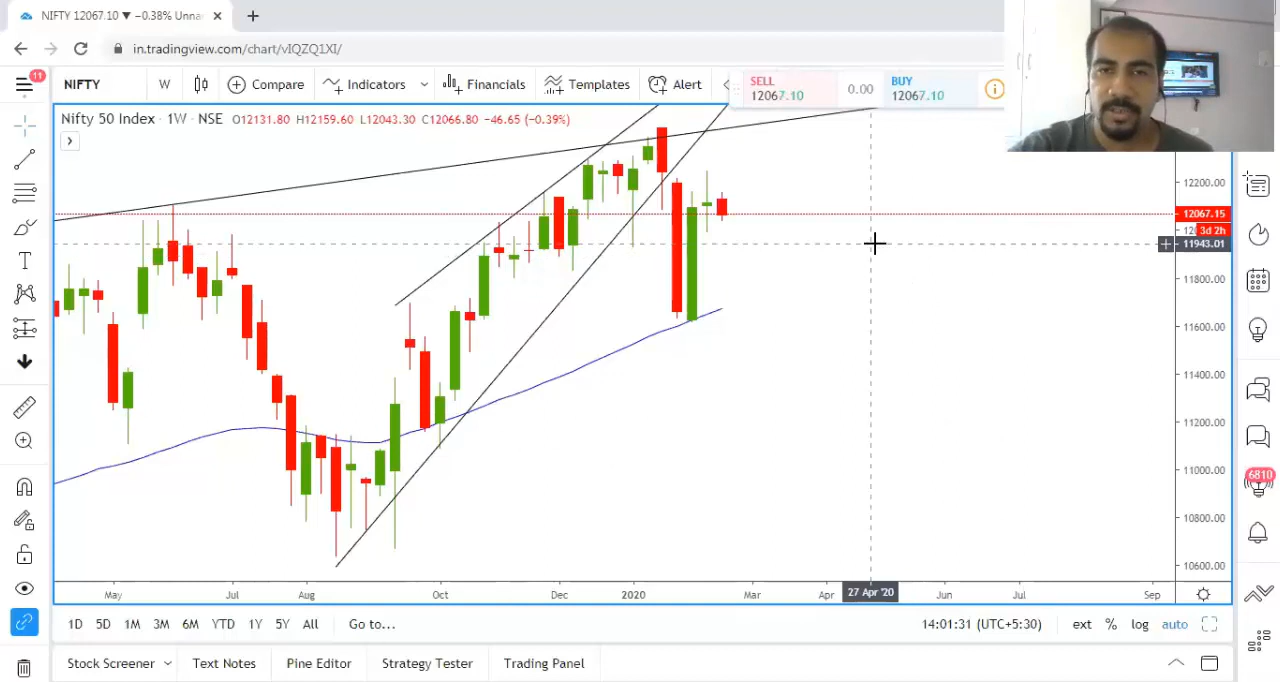 NIFTY 12067.10 ▼ −0.38% Unna
in.tradingview.com/chart/vIQZQ1XI/
11
NIFTY
W
Compare
Indicators
Financials
Templates
Alert
SELL
12067.10
0.00
BUY
12067.10
Nifty 50 Index · 1W · NSE O12131.80 H12159.60 L12043.30 C12066.80 −46.65 (−0.39%)
12200.00
12067.15
3d 2h
11943.01
11800.00
11600.00
11400.00
11200.00
11000.00
10800.00
10600.00
6810
May Jul Aug Oct Dec 2020 Mar Apr 27 Apr '20 Jun Jul Sep
1D 5D 1M 3M 6M YTD 1Y 5Y All Go to... 14:01:31 (UTC+5:30) ext % log auto
Stock Screener Text Notes Pine Editor Strategy Tester Trading Panel